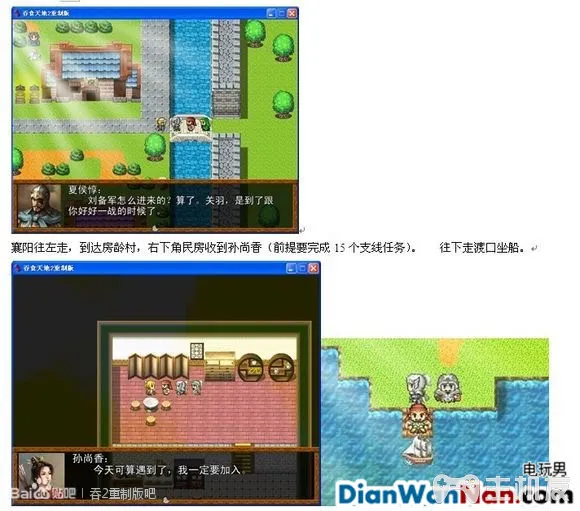 吞食天地2重制版
夏侯惇:
刘备军怎么进来的?算了。关羽,是到了跟
你好好一战的时候了。
襄阳往左走,到达房龄村,右下角民房收到孙尚香(前提要完成 15 个支线任务)。 往下走渡口坐船。
吞食天地2重制版
孙尚香:
今天可算遇到了,我一定要加入。
Baidu贴吧 | 吞2重制版吧
电玩男
DianWanNan.com